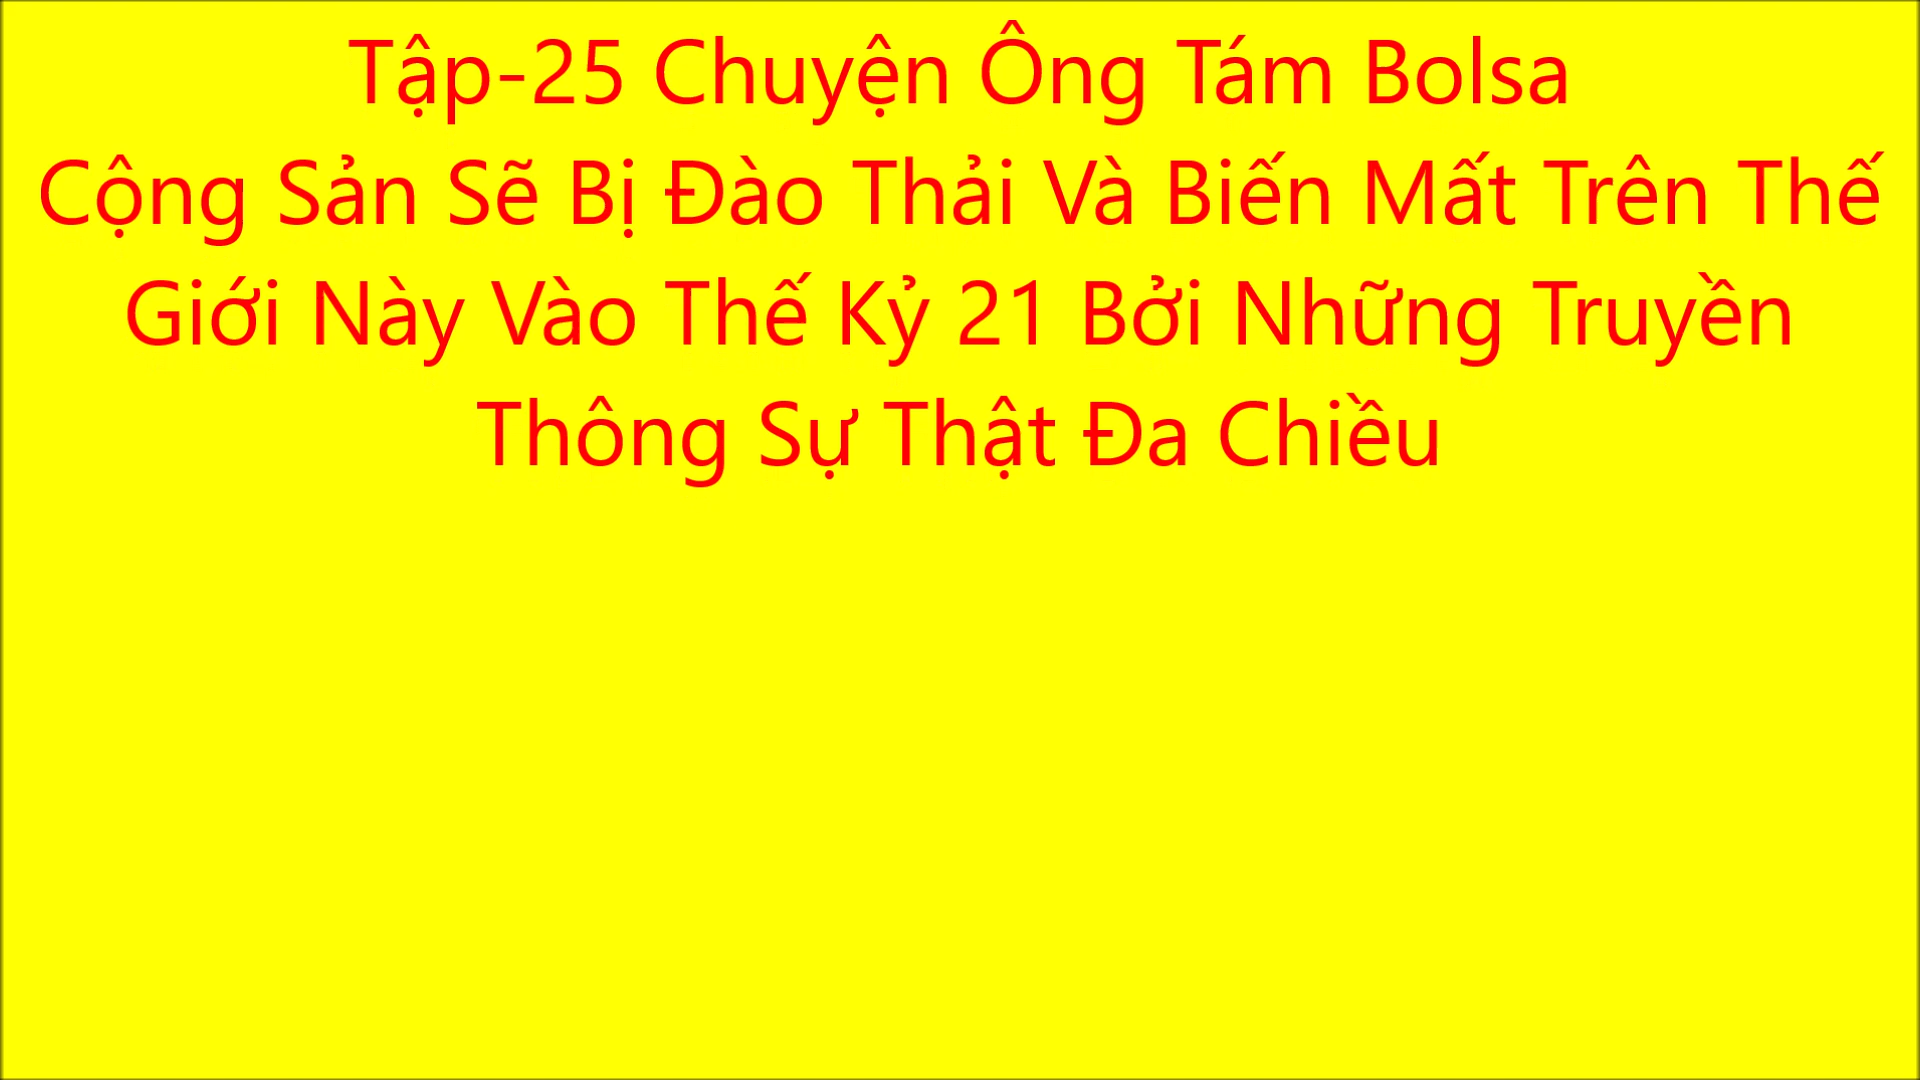 Tập-25 Chuyện Ông Tám Bolsa
Cộng Sản Sẽ Bị Đào Thải Và Biến Mất Trên Thế
Giới Này Vào Thế Kỷ 21 Bởi Những Truyền
Thông Sự Thật Đa Chiều